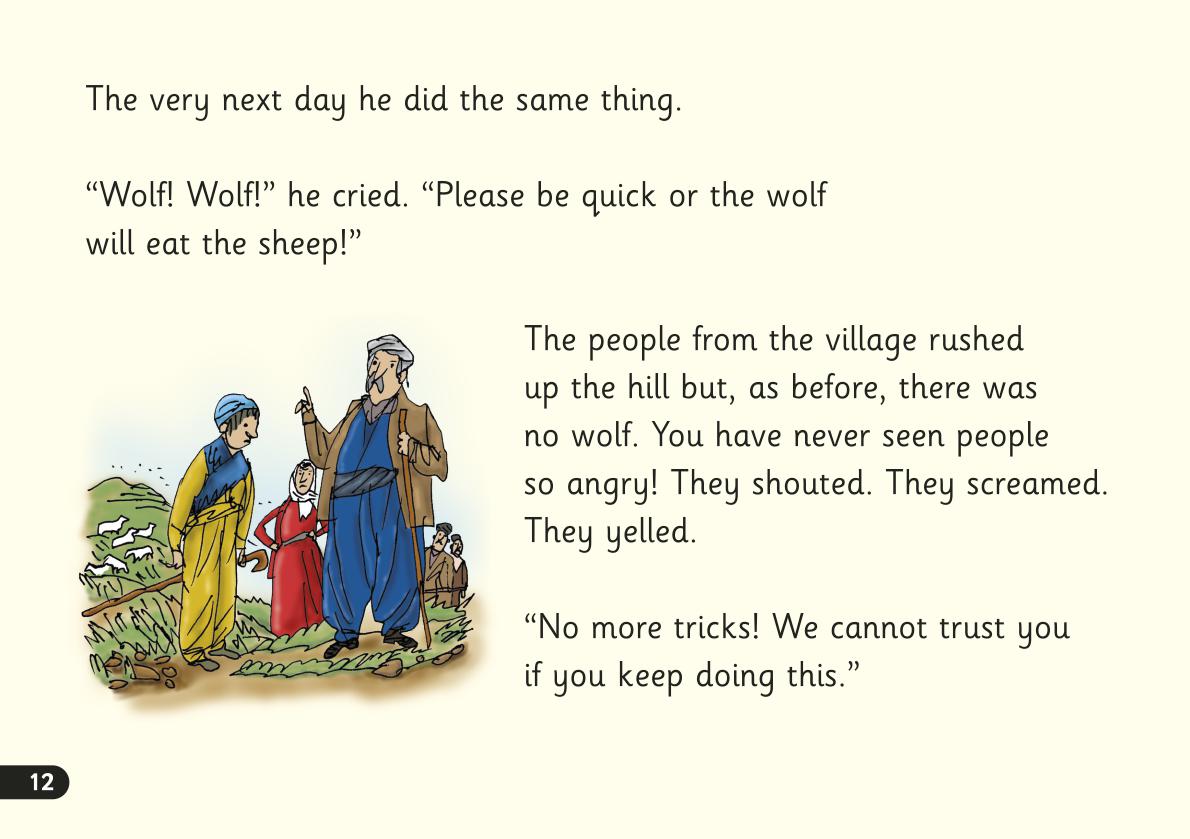 The very next day he did the same thing.
“Wolf! Wolf!” he cried. “Please be quick or the wolf
will eat the sheep!”
The people from the village rushed
up the hill but, as before, there was
no wolf. You have never seen people
so angry! They shouted. They screamed.
They yelled.
“No more tricks! We cannot trust you
if you keep doing this.”
12